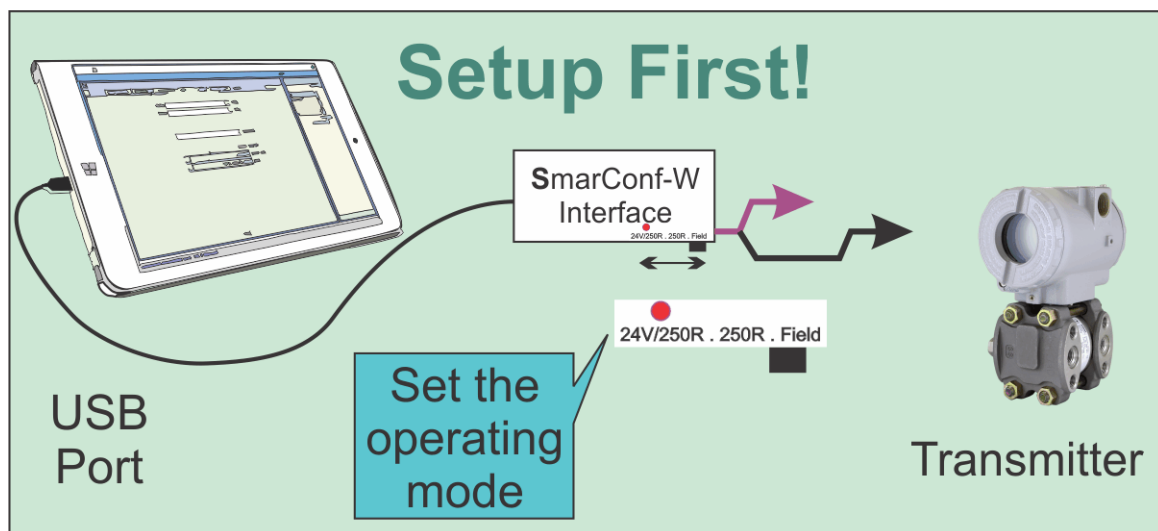 Setup First!
SmarConf-W
Interface
24V/250R . 250R . Field
24V/250R . 250R . Field
Set the
operating
mode
USB
Port
Transmitter